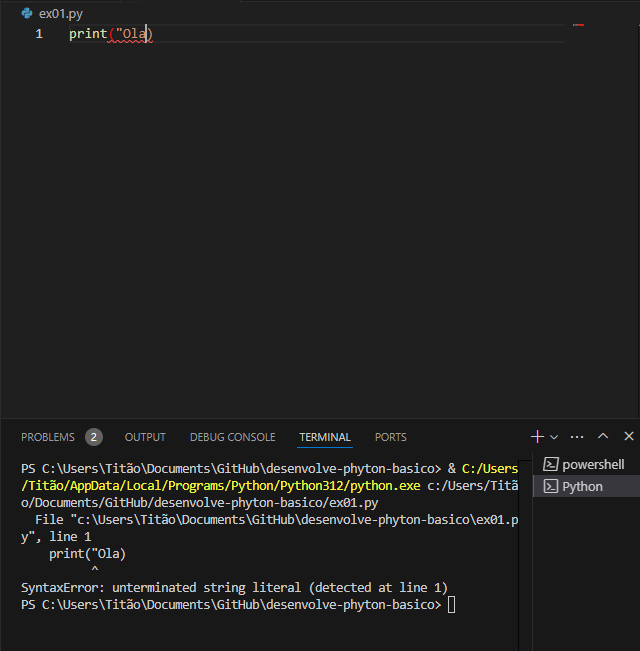 ex01.py
1 print("Ola)
PROBLEMS 2 OUTPUT DEBUG CONSOLE TERMINAL PORTS
PS C:\Users\Titão\Documents\GitHub\desenvolve-phyton-basico> & C:/Users
/Titão/AppData/Local/Programs/Python/Python312/python.exe c:/Users/Titã
o/Documents/GitHub/desenvolve-phyton-basico/ex01.py
  File "c:\Users\Titão\Documents\GitHub\desenvolve-phyton-basico\ex01.p
y", line 1
    print("Ola)
          ^
SyntaxError: unterminated string literal (detected at line 1)
PS C:\Users\Titão\Documents\GitHub\desenvolve-phyton-basico>
powershell
Python